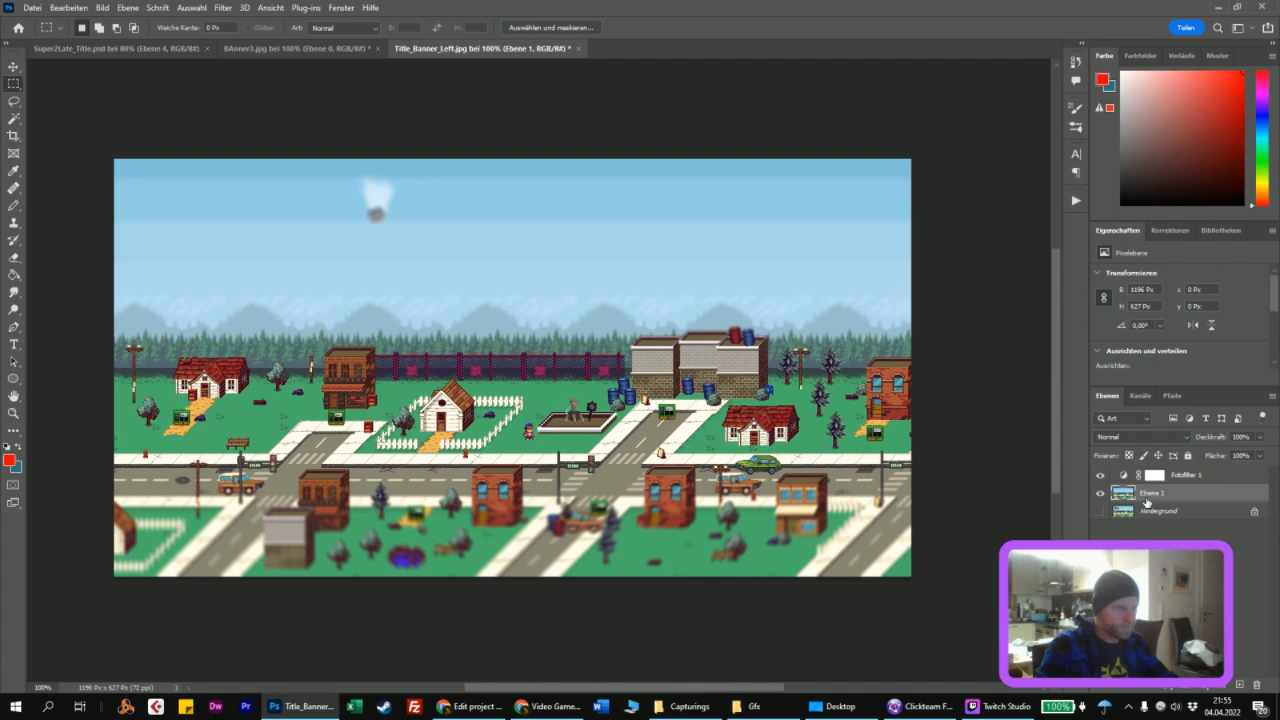 Datei Bearbeiten Bild Ebene Schrift Auswahl Filter 3D Ansicht Plug-ins Fenster Hilfe
Weiche Kante: 0 Px Glätten Art: Normal B: H: Auswählen und maskieren... Teilen
Super2Late_Title.psd bei 80% (Ebene 4, RGB/8#) × BAnner3.jpg bei 100% (Ebene 0, RGB/8#) * × Title_Banner_Left.jpg bei 100% (Ebene 1, RGB/8#) * ×
Farbe Farbfelder Verläufe Muster
Eigenschaften Korrekturen Bibliotheken
Pixelebene
Transformieren
B 1196 Px X 0 Px
H 627 Px Y 0 Px
0,00°
Ausrichten und verteilen
Ausrichten:
Ebenen Kanäle Pfade
Art
Normal Deckkraft: 100%
Fixieren: Fläche: 100%
Fotofilter 1
Ebene 1
Hintergrund
100% 1196 Px x 627 Px (72 ppi)
Title_Banner... Edit project ... Video Game... Capturings Gfx Desktop Clickteam F... Twitch Studio 100% 21:55
04.04.2022
20